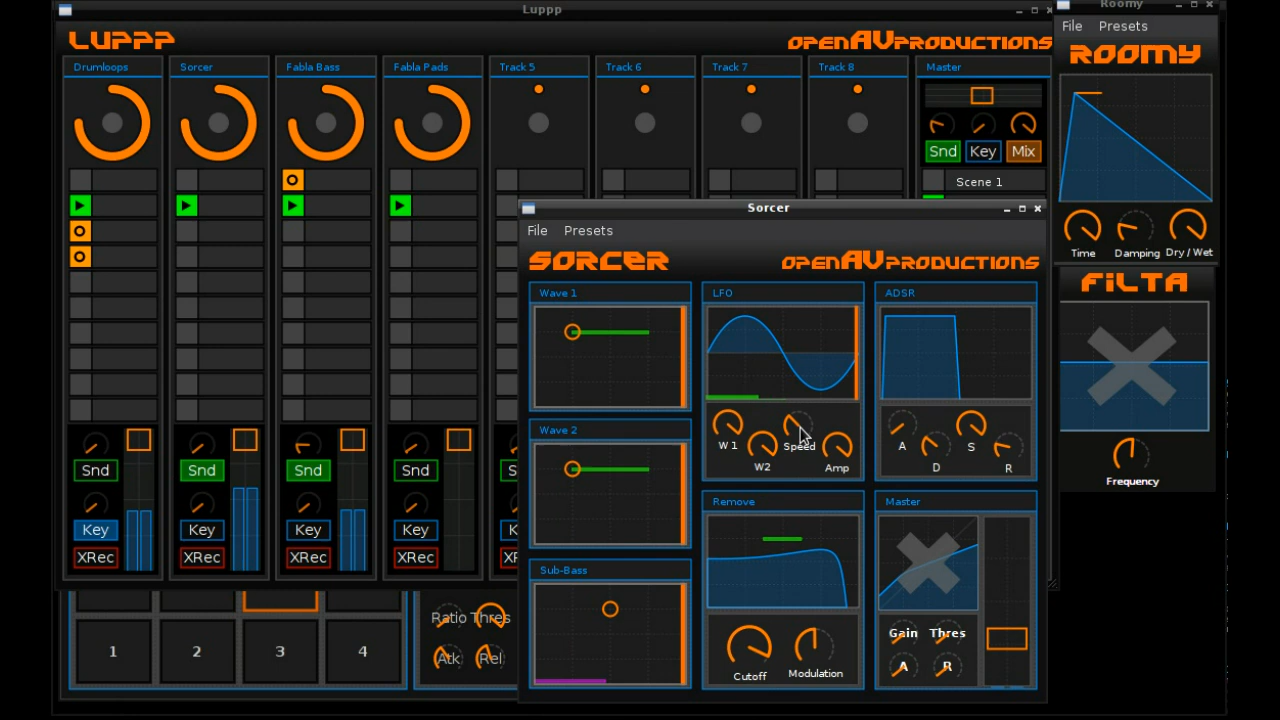 Luppp
LUPPP
openAVproductions
Drumloops
Sorcer
Fabla Bass
Fabla Pads
Track 5
Track 6
Track 7
Track 8
Master
Snd Key Mix
Scene 1
Snd
Key
XRec
Snd
Key
XRec
Snd
Key
XRec
Snd
Key
XRec
S
K
X
1 2 3 4
Ratio Thres
Atk Rel
Sorcer
File Presets
SORCER
openAVproductions
Wave 1
Wave 2
Sub-Bass
LFO
W 1
W2
Speed
Amp
ADSR
A
D
S
R
Remove
Cutoff
Modulation
Master
Gain Thres
A R
Roomy
File Presets
ROOMY
Time Damping Dry / Wet
FiLTA
Frequency